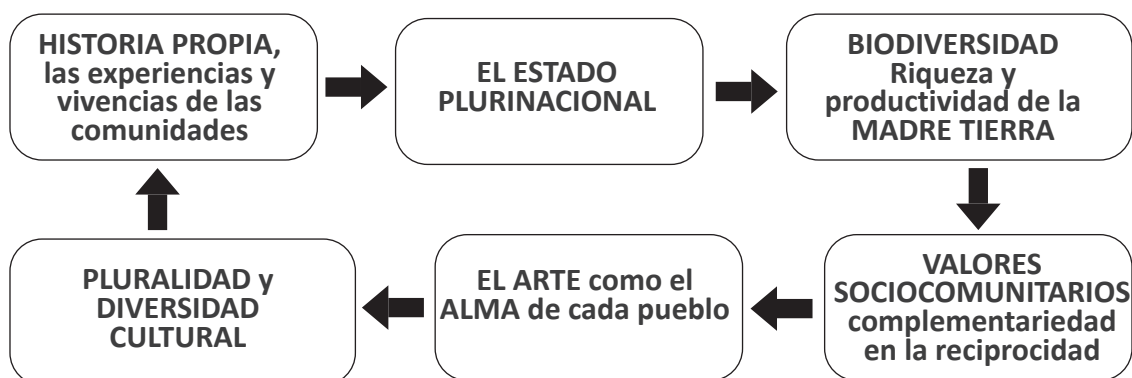 HISTORIA PROPIA,
las experiencias y
vivencias de las
comunidades
EL ESTADO
PLURINACIONAL
BIODIVERSIDAD
Riqueza y
productividad de la
MADRE TIERRA
VALORES
SOCIOCOMUNITARIOS
complementariedad
en la reciprocidad
EL ARTE como el
ALMA de cada pueblo
PLURALIDAD y
DIVERSIDAD
CULTURAL